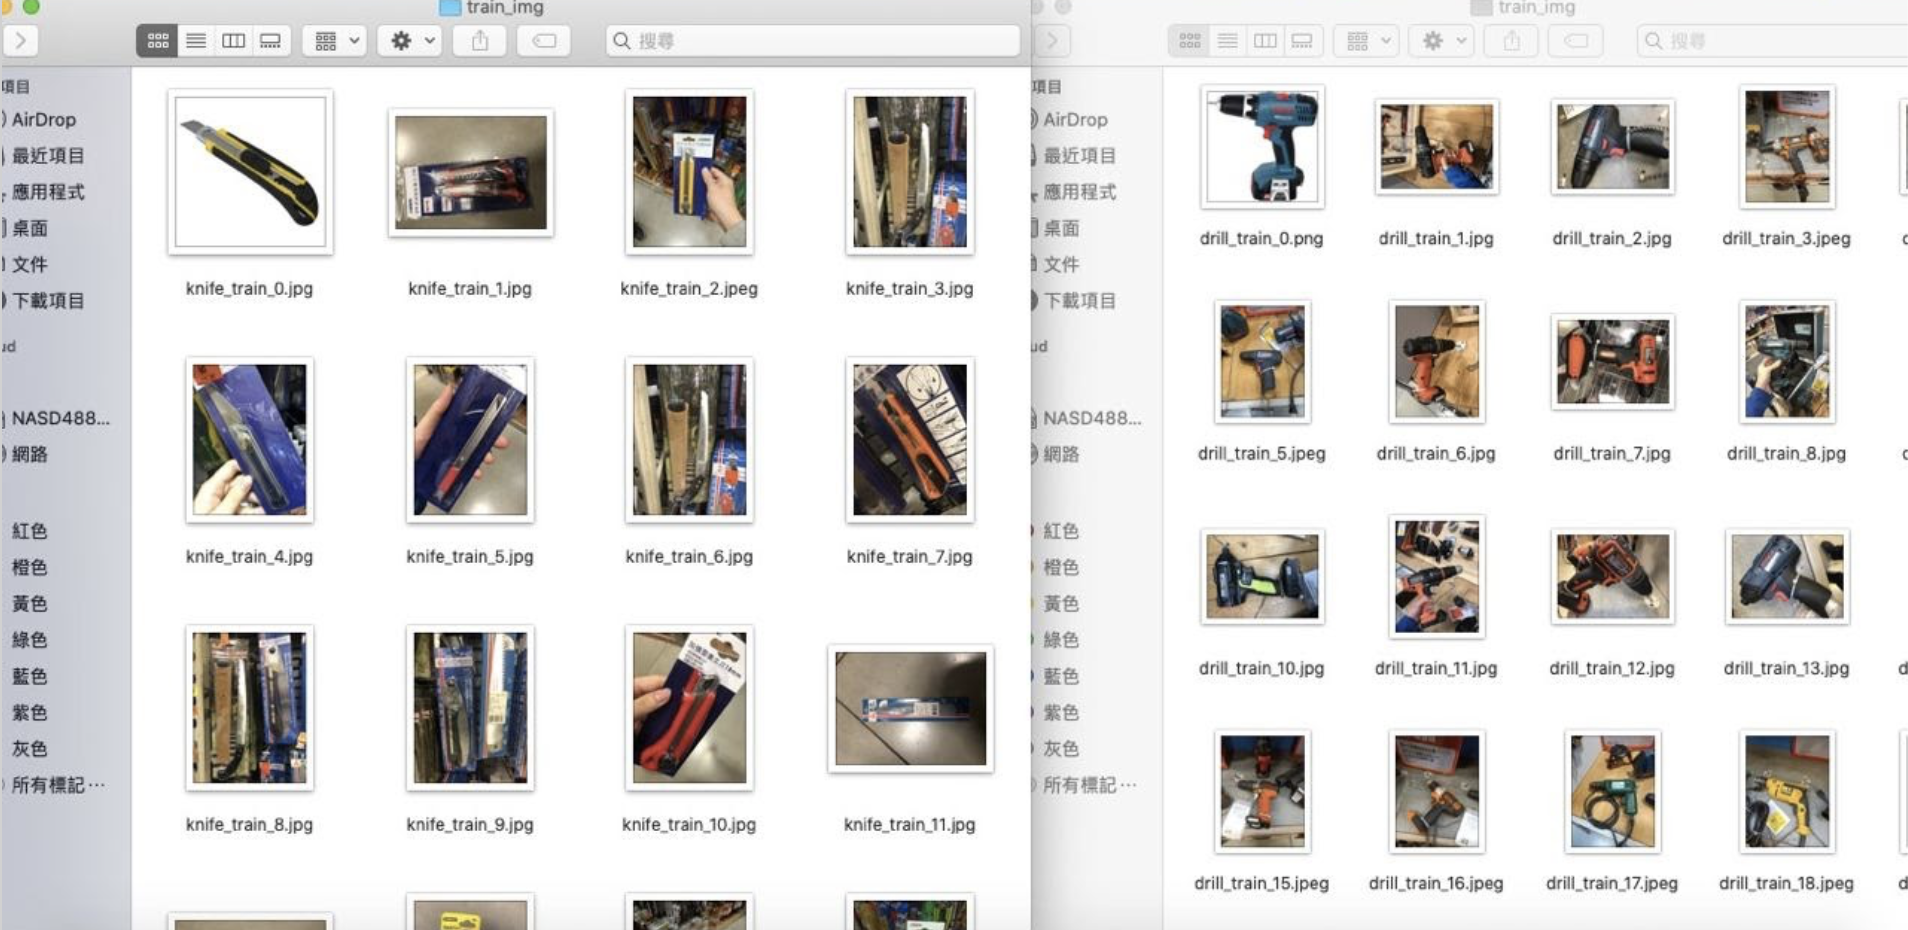 train_img
搜尋
項目
AirDrop
最近項目
應用程式
桌面
文件
下載項目
ud
NASD488...
網路
紅色
橙色
黃色
綠色
藍色
紫色
灰色
所有標記…
knife_train_0.jpg
knife_train_1.jpg
knife_train_2.jpeg
knife_train_3.jpg
knife_train_4.jpg
knife_train_5.jpg
knife_train_6.jpg
knife_train_7.jpg
knife_train_8.jpg
knife_train_9.jpg
knife_train_10.jpg
knife_train_11.jpg
train_img
搜尋
項目
AirDrop
最近項目
應用程式
桌面
文件
下載項目
ud
NASD488...
網路
紅色
橙色
黃色
綠色
藍色
紫色
灰色
所有標記…
drill_train_0.png
drill_train_1.jpg
drill_train_2.jpg
drill_train_3.jpeg
drill_train_5.jpeg
drill_train_6.jpg
drill_train_7.jpg
drill_train_8.jpg
drill_train_10.jpg
drill_train_11.jpg
drill_train_12.jpg
drill_train_13.jpg
drill_train_15.jpeg
drill_train_16.jpeg
drill_train_17.jpeg
drill_train_18.jpeg